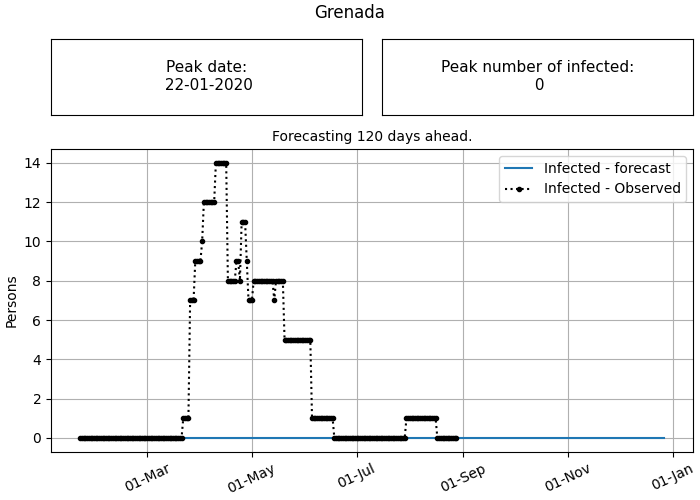 Grenada
Peak date:
22-01-2020
Peak number of infected:
0
Forecasting 120 days ahead.
Infected - forecast
Infected - Observed
Persons
14
12
10
8
6
4
2
0
01-Mar
01-May
01-Jul
01-Sep
01-Nov
01-Jan